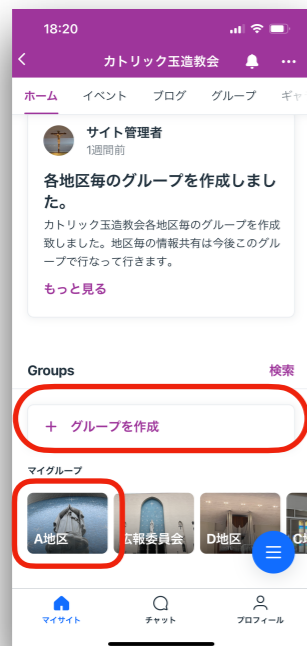 18:20
カトリック玉造教会
ホーム イベント ブログ グループ ギャ
サイト管理者
1週間前
各地区毎のグループを作成しまし
た。
カトリック玉造教会各地区毎のグループを作成
致しました。地区毎の情報共有は今後このグル
ープで行なって行きます。
もっと見る
Groups 検索
+ グループを作成
マイグループ
A地区 広報委員会 D地区 C地
マイサイト チャット プロフィール